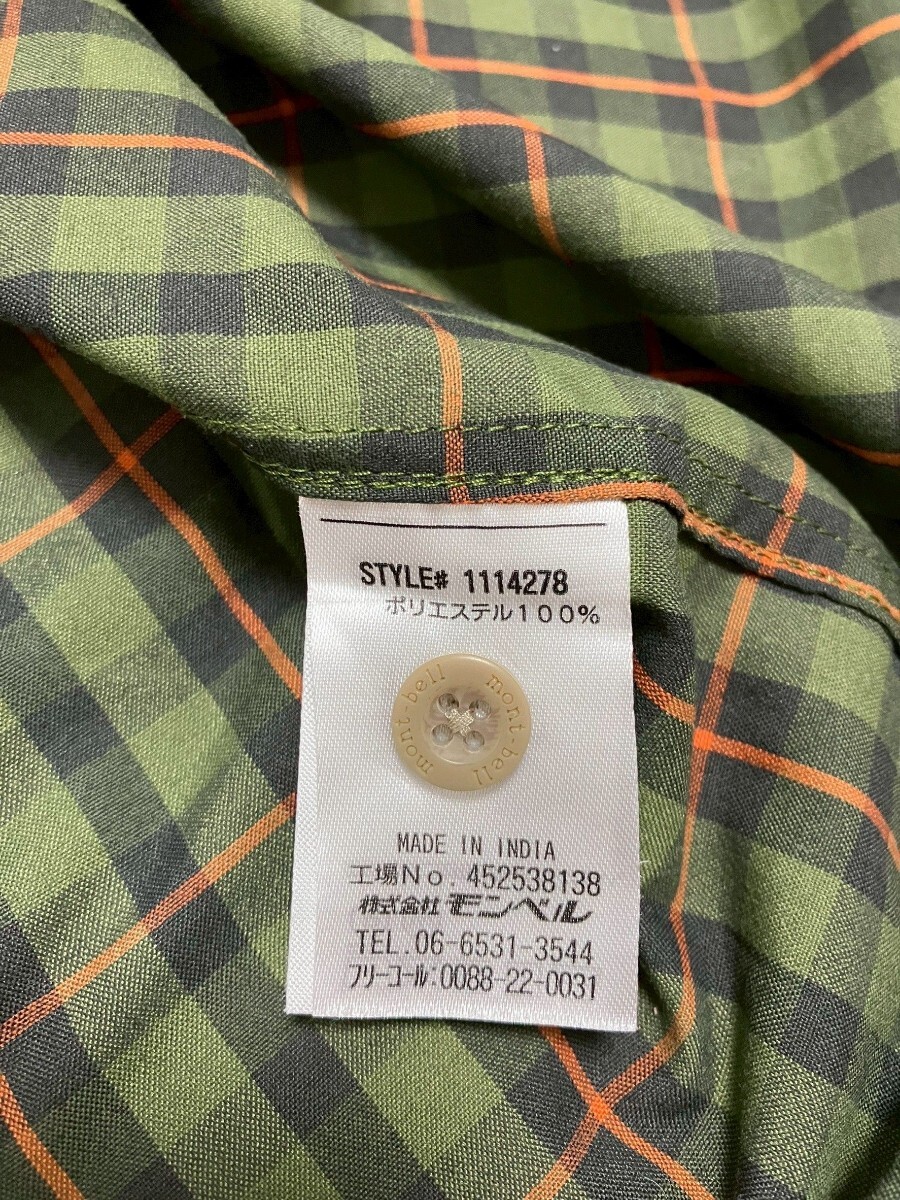 STYLE# 1114278
ポリエステル100%
mont-bell mont-bell
MADE IN INDIA
工場No. 452538138
株式会社 モンベル
TEL.06-6531-3544
フリーコール:0088-22-0031